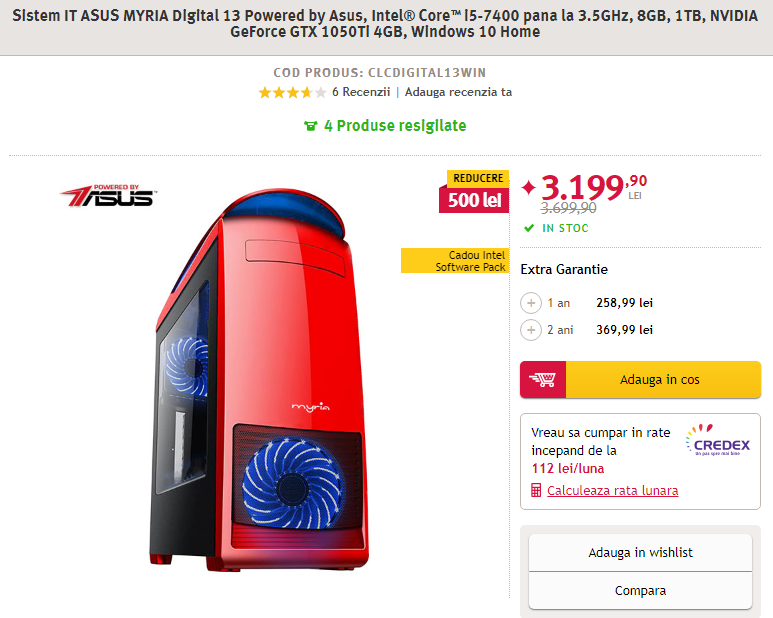 Sistem IT ASUS MYRIA Digital 13 Powered by Asus, Intel® Core™ i5-7400 pana la 3.5GHz, 8GB, 1TB, NVIDIA
GeForce GTX 1050Ti 4GB, Windows 10 Home
COD PRODUS: CLCDIGITAL13WIN
6 Recenzii | Adauga recenzia ta
4 Produse resigilate
POWERED BY
ASUS™
REDUCERE
500 lei
Cadou Intel
Software Pack
myria
3.199,90
LEI
3.699,90
IN STOC
Extra Garantie
+ 1 an 258,99 lei
+ 2 ani 369,99 lei
Adauga in cos
Vreau sa cumpar in rate
incepand de la
112 lei/luna
CREDEX
Un pas spre mai bine
Calculeaza rata lunara
Adauga in wishlist
Compara